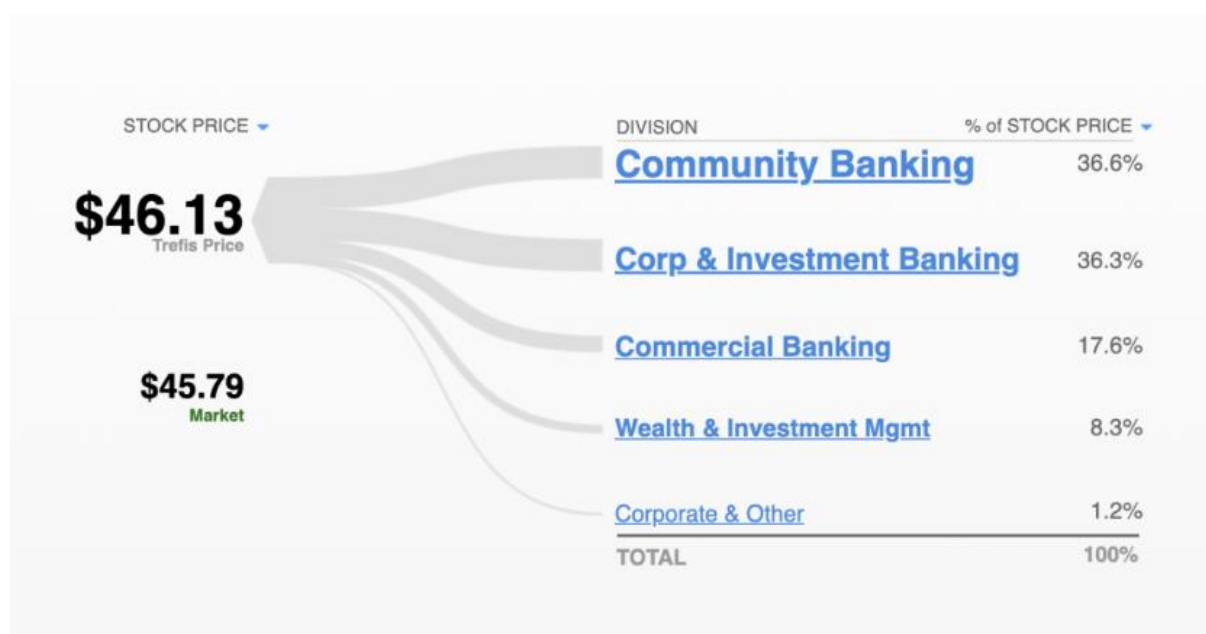 STOCK PRICE
DIVISION % of STOCK PRICE
Community Banking 36.6%
$46.13
Trefis Price
Corp & Investment Banking 36.3%
Commercial Banking 17.6%
$45.79
Market
Wealth & Investment Mgmt 8.3%
Corporate & Other 1.2%
TOTAL 100%